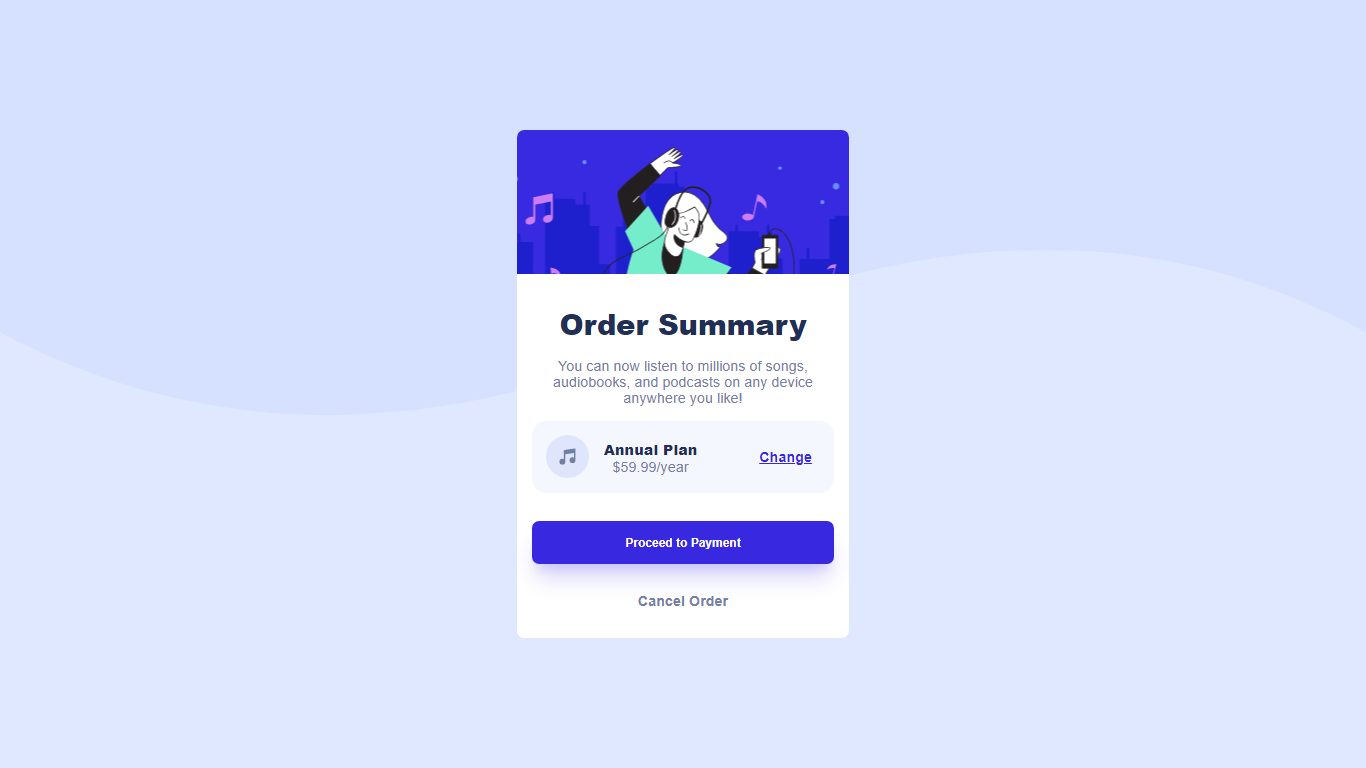 Order Summary
You can now listen to millions of songs,
audiobooks, and podcasts on any device
anywhere you like!
Annual Plan
$59.99/year
Change
Proceed to Payment
Cancel Order